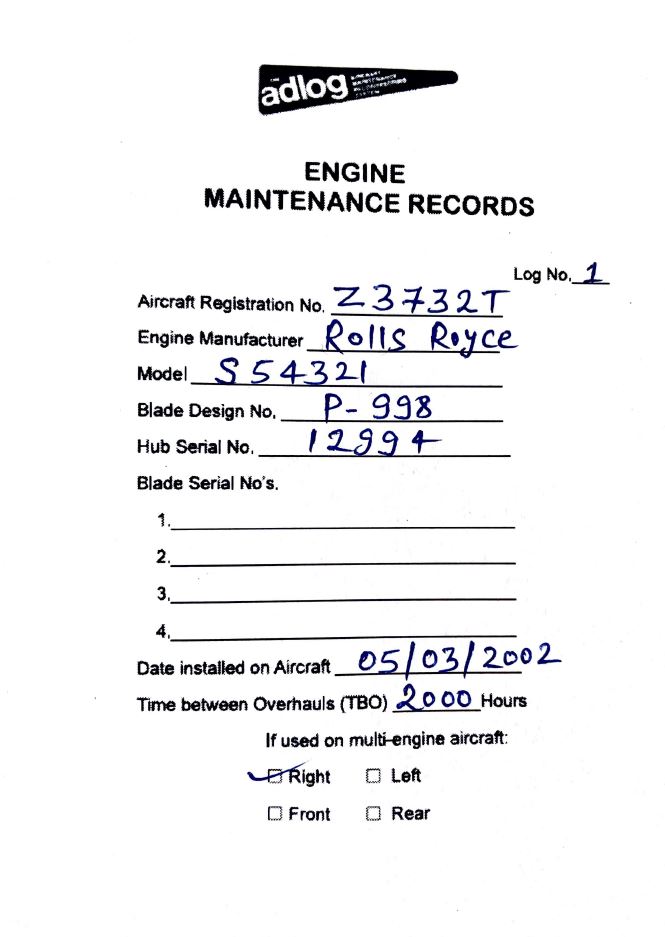 THE
adlog
ENGINE
MAINTENANCE RECORDS
Log No. 1
Aircraft Registration No. Z3732T
Engine Manufacturer Rolls Royce
Model S54321
Blade Design No. P-998
Hub Serial No. 12994
Blade Serial No's.
1.
2.
3.
4.
Date installed on Aircraft 05/03/2002
Time between Overhauls (TBO) 2000 Hours
If used on multi-engine aircraft:
Right Left
Front Rear